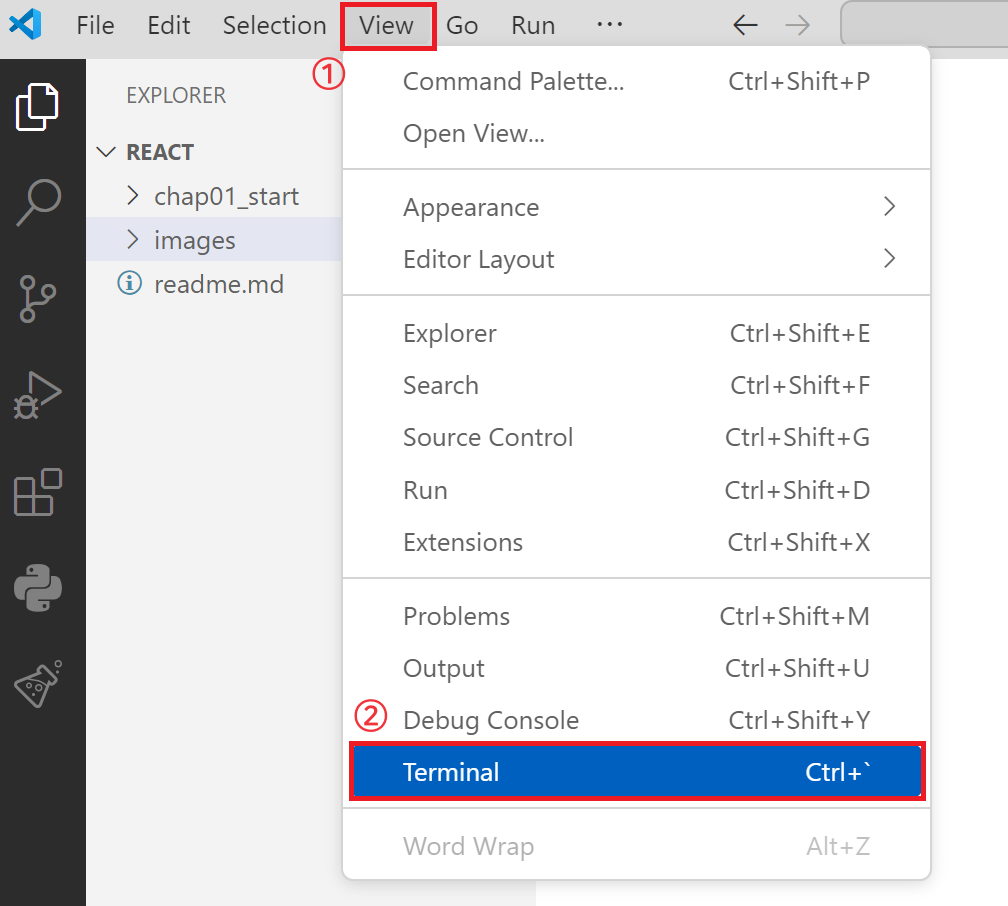 File Edit Selection View Go Run ···
①
EXPLORER
REACT
chap01_start
images
readme.md
Command Palette... Ctrl+Shift+P
Open View...
Appearance
Editor Layout
Explorer Ctrl+Shift+E
Search Ctrl+Shift+F
Source Control Ctrl+Shift+G
Run Ctrl+Shift+D
Extensions Ctrl+Shift+X
Problems Ctrl+Shift+M
Output Ctrl+Shift+U
② Debug Console Ctrl+Shift+Y
Terminal Ctrl+`
Word Wrap Alt+Z